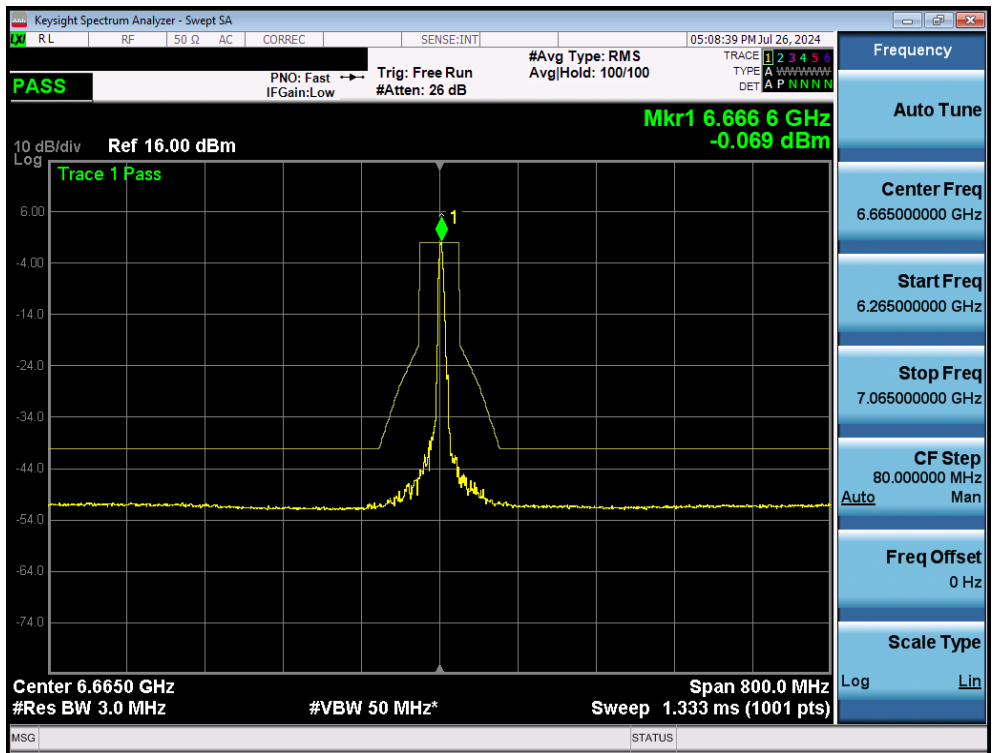 Keysight Spectrum Analyzer - Swept SA
LXI RL RF 50 Ω AC CORREC SENSE:INT 05:08:39 PM Jul 26, 2024
PASS
PNO: Fast
IFGain:Low
Trig: Free Run
#Atten: 26 dB
#Avg Type: RMS
Avg|Hold: 100/100
TRACE 1 2 3 4 5 6
TYPE A WWWWW
DET A P N N N N
Mkr1 6.666 6 GHz
-0.069 dBm
10 dB/div Ref 16.00 dBm
Log
Trace 1 Pass
1
6.00
-4.00
-14.0
-24.0
-34.0
-44.0
-54.0
-64.0
-74.0
Center 6.6650 GHz Span 800.0 MHz
#Res BW 3.0 MHz #VBW 50 MHz* Sweep 1.333 ms (1001 pts)
MSG STATUS
Frequency
Auto Tune
Center Freq
6.665000000 GHz
Start Freq
6.265000000 GHz
Stop Freq
7.065000000 GHz
CF Step
80.000000 MHz
Auto Man
Freq Offset
0 Hz
Scale Type
Log Lin